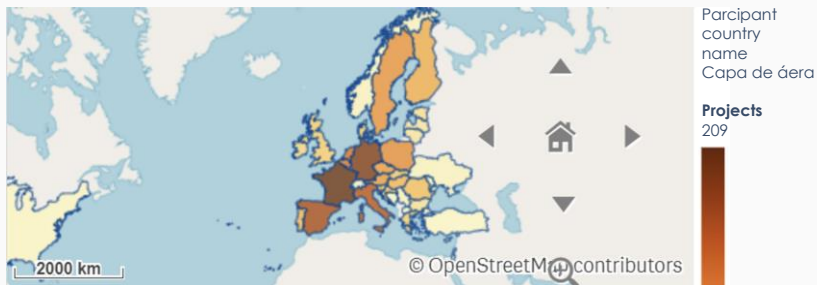 Parcipant
country
name
Capa de áera
Projects
209
2000 km
© OpenStreetMap contributors